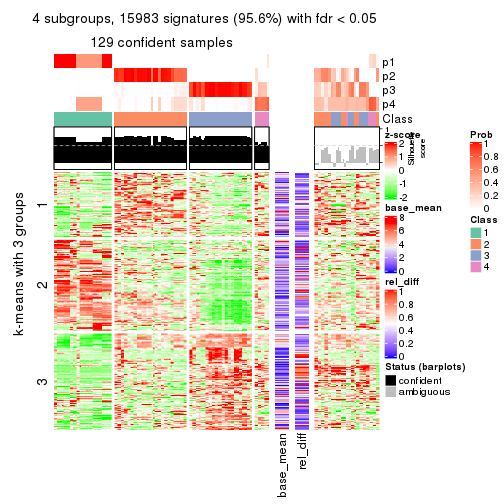 4 subgroups, 15983 signatures (95.6%) with fdr < 0.05
129 confident samples
p1
p2
p3
p4
Class
1
Silhouette
score
k-means with 3 groups
1
2
3
base_mean
rel_diff
z-score
2
1
0
-1
-2
base_mean
8
6
4
2
0
rel_diff
1
0.8
0.6
0.4
0.2
0
Status (barplots)
confident
ambiguous
Prob
1
0.8
0.6
0.4
0.2
0
Class
1
2
3
4